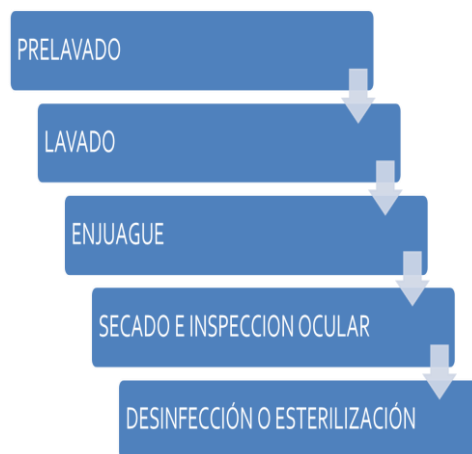 PRELAVADO
LAVADO
ENJUAGUE
SECADO E INSPECCION OCULAR
DESINFECCIÓN O ESTERILIZACIÓN